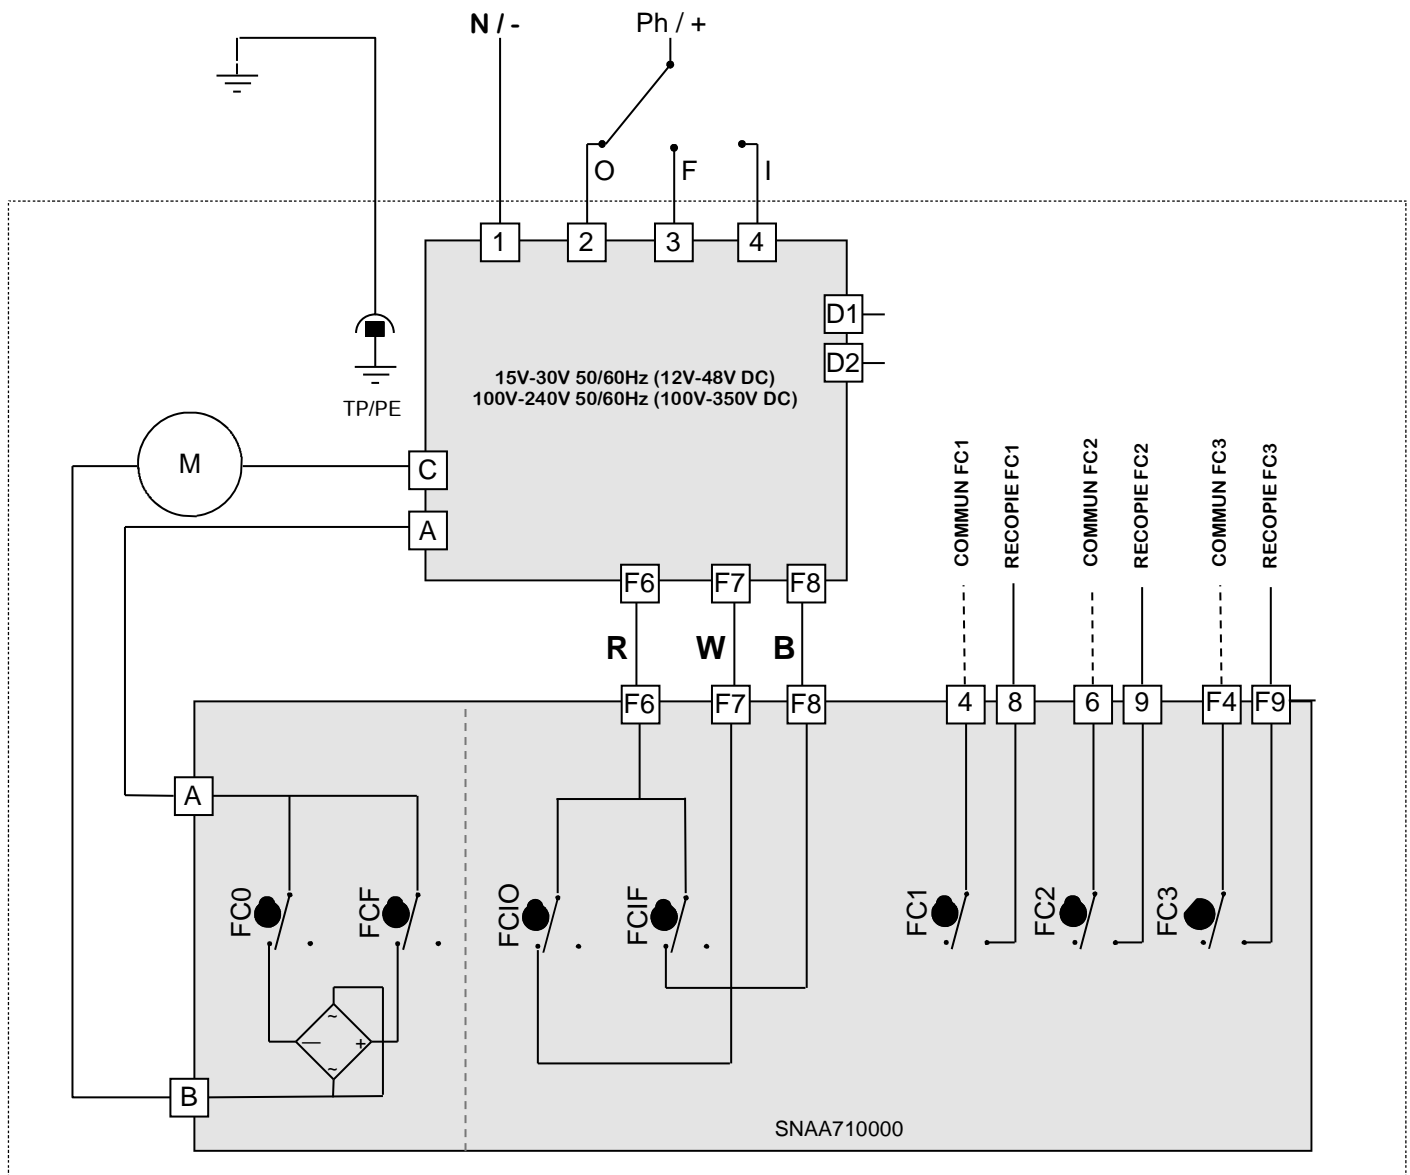 N / -
Ph / +
O
F
I
1
2
3
4
D1
D2
15V-30V 50/60Hz (12V-48V DC)
100V-240V 50/60Hz (100V-350V DC)
TP/PE
M
C
A
F6
F7
F8
R
W
B
COMMUN FC1
RECOPIE FC1
COMMUN FC2
RECOPIE FC2
COMMUN FC3
RECOPIE FC3
F6
F7
F8
4
8
6
9
F4
F9
A
FC0
FCF
FCIO
FCIF
FC1
FC2
FC3
~
—
+
~
B
SNAA710000